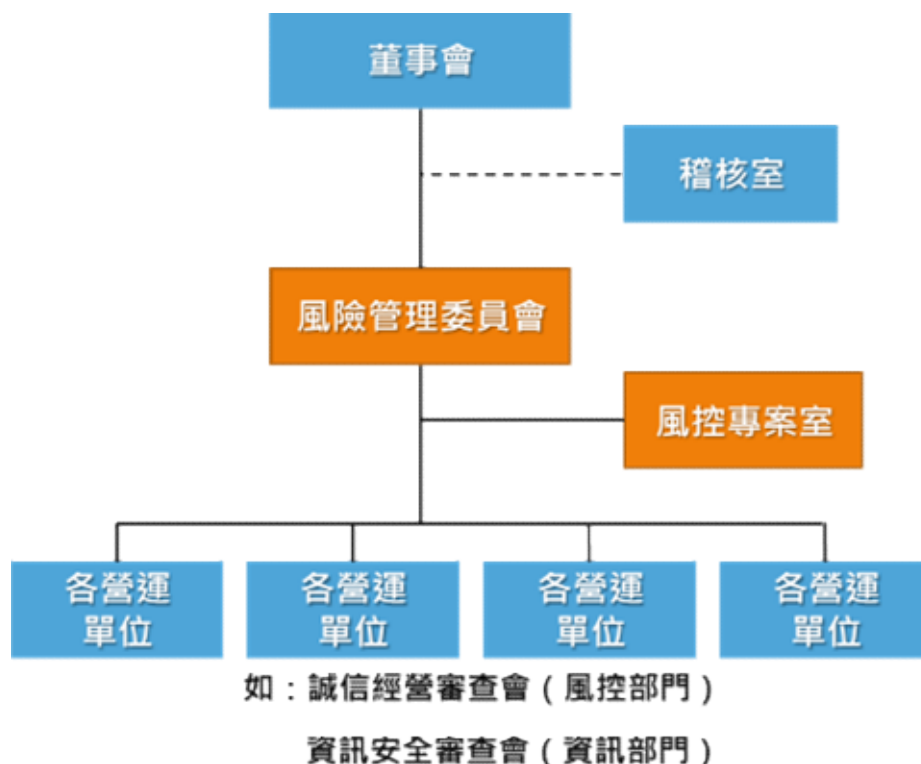 董事會
稽核室
風險管理委員會
風控專案室
各營運
單位
各營運
單位
各營運
單位
各營運
單位
如：誠信經營審查會（風控部門）
資訊安全審查會（資訊部門）